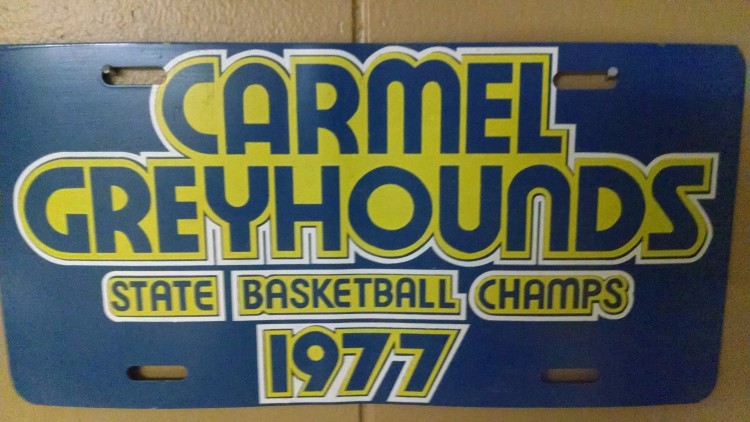 CARMEL
GREYHOUNDS
STATE BASKETBALL CHAMPS
1977